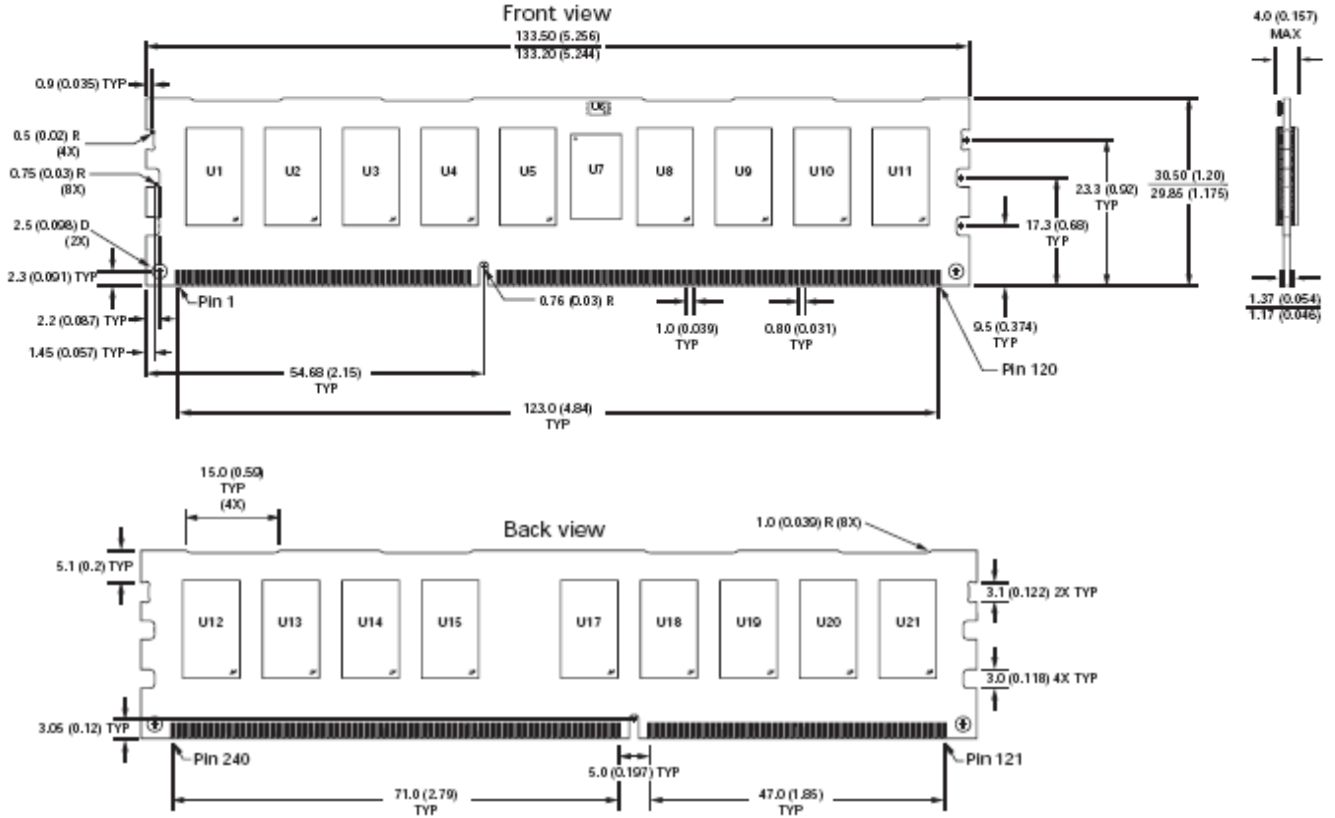 Front view
133.50 (5.256)
133.20 (5.244)
4.0 (0.157)
MAX
0.9 (0.035) TYP
0.5 (0.02) R
(4X)
0.75 (0.03) R
(8X)
2.5 (0.098) D
(2X)
2.3 (0.091) TYP
2.2 (0.087) TYP
1.45 (0.057) TYP
U6
U1
U2
U3
U4
U5
U7
U8
U9
U10
U11
23.3 (0.92)
TYP
17.3 (0.68)
TYP
30.50 (1.20)
29.85 (1.175)
Pin 1
0.76 (0.03) R
1.0 (0.039)
TYP
0.80 (0.031)
TYP
9.5 (0.374)
TYP
Pin 120
1.37 (0.054)
1.17 (0.046)
54.68 (2.15)
TYP
123.0 (4.84)
TYP
15.0 (0.59)
TYP
(4X)
Back view
1.0 (0.039) R (8X)
5.1 (0.2) TYP
U12
U13
U14
U15
U17
U18
U19
U20
U21
3.1 (0.122) 2X TYP
3.0 (0.118) 4X TYP
3.05 (0.12) TYP
Pin 240
5.0 (0.197) TYP
Pin 121
71.0 (2.79)
TYP
47.0 (1.85)
TYP